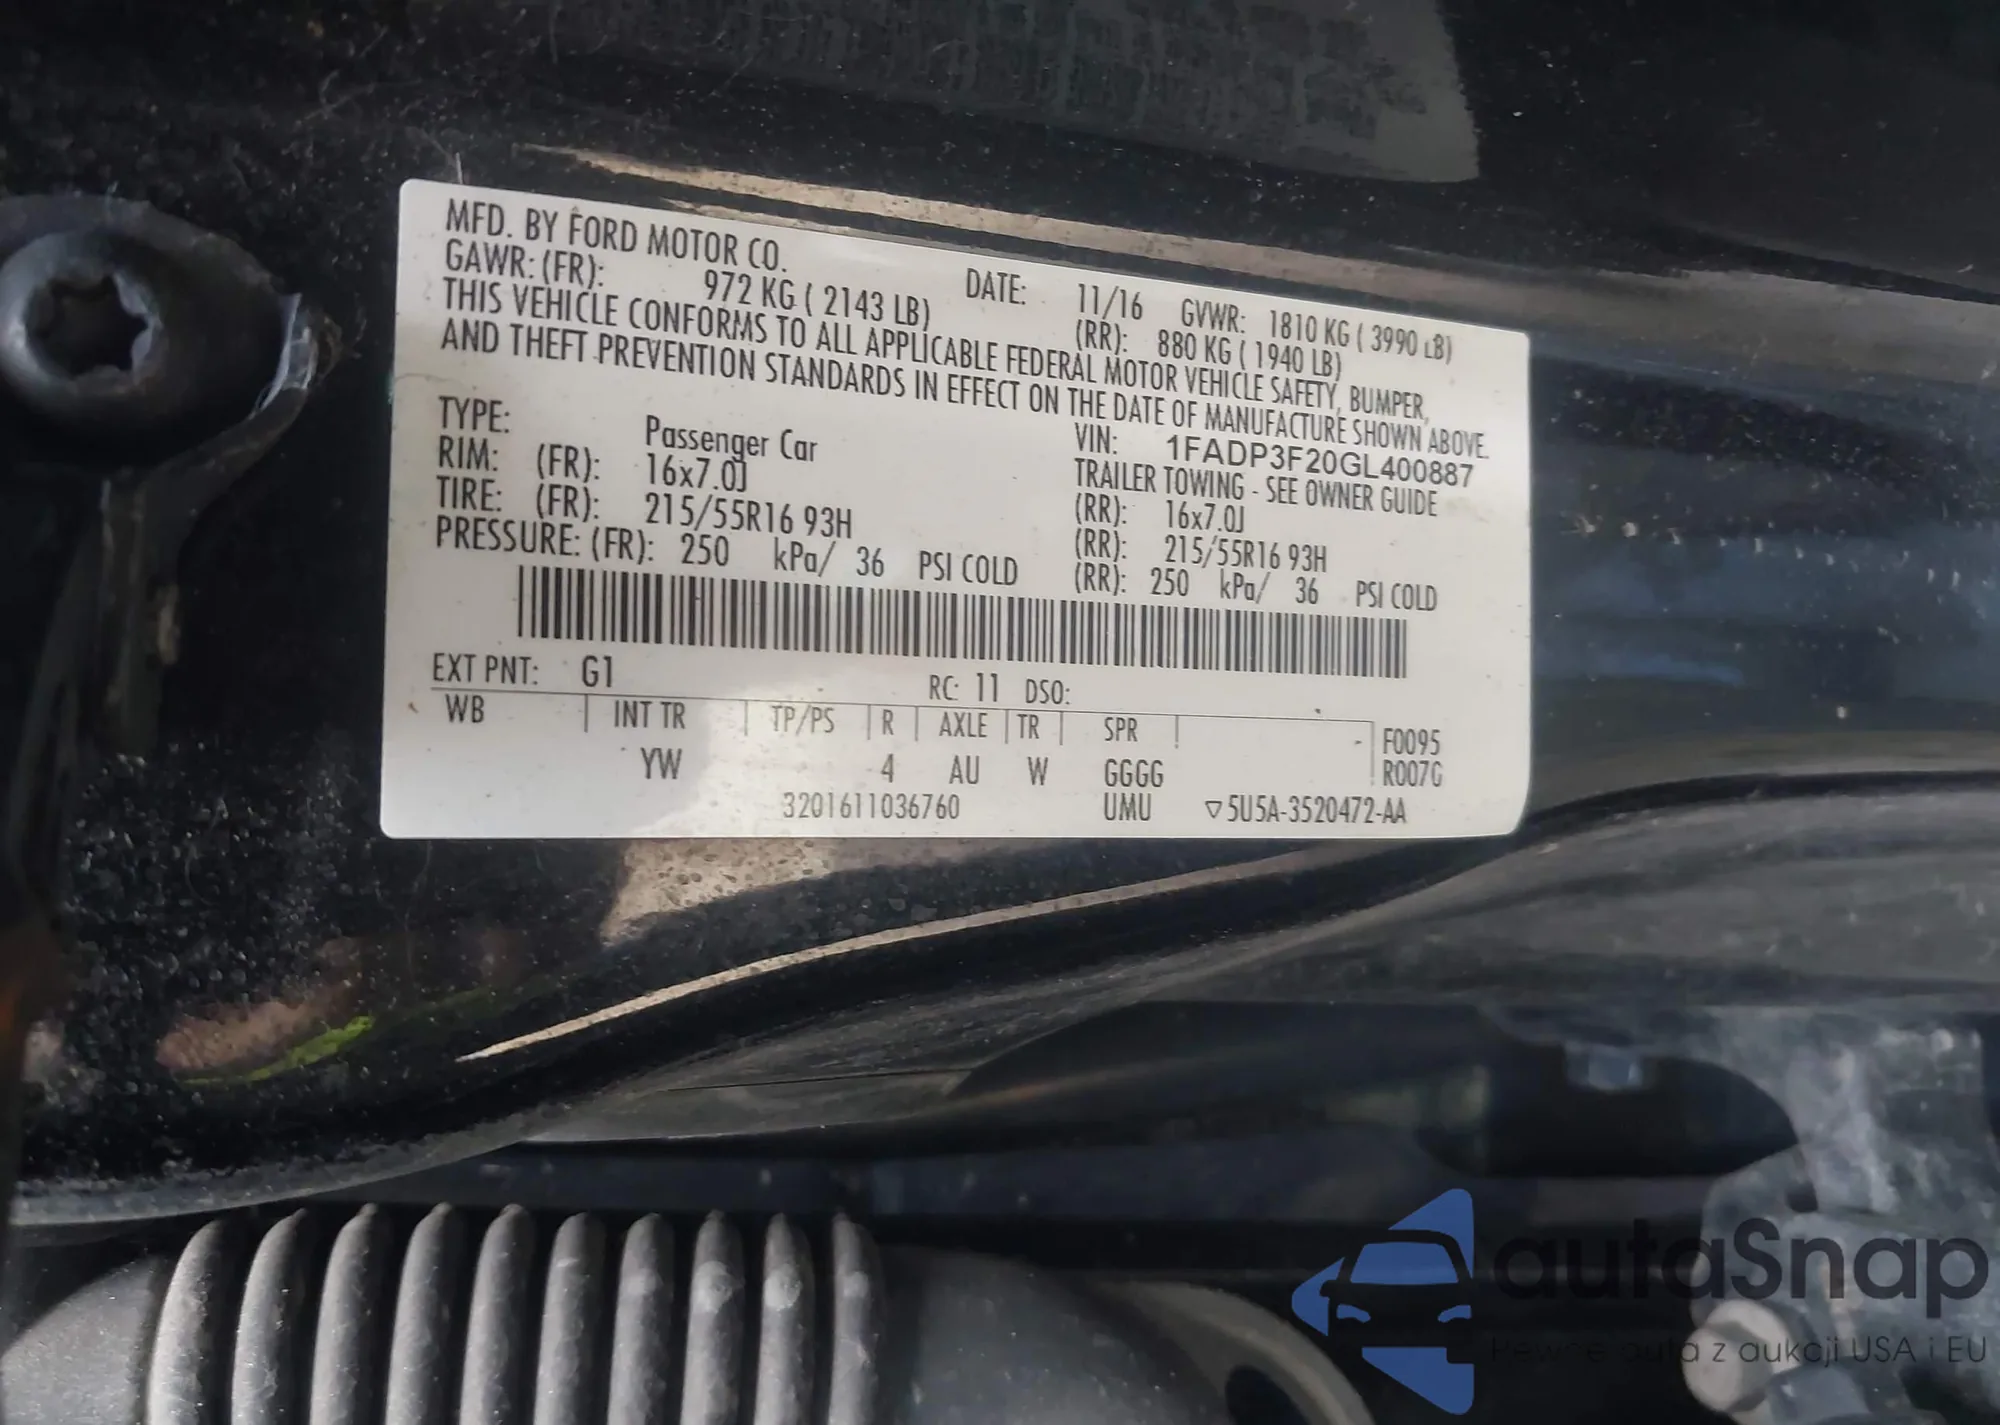 MFD. BY FORD MOTOR CO. DATE: 11/16 GVWR: 1810 KG ( 3990 LB)
GAWR: (FR): 972 KG ( 2143 LB) (RR): 880 KG ( 1940 LB)
THIS VEHICLE CONFORMS TO ALL APPLICABLE FEDERAL MOTOR VEHICLE SAFETY, BUMPER,
AND THEFT PREVENTION STANDARDS IN EFFECT ON THE DATE OF MANUFACTURE SHOWN ABOVE.
VIN: 1FADP3F20GL400887
TYPE: Passenger Car TRAILER TOWING - SEE OWNER GUIDE
RIM: (FR): 16x7.0J (RR): 16x7.0J
TIRE: (FR): 215/55R16 93H (RR): 215/55R16 93H
PRESSURE: (FR): 250 kPa/ 36 PSI COLD (RR): 250 kPa/ 36 PSI COLD
EXT PNT: G1 RC: 11 DSO:
WB INT TR TP/PS R AXLE TR SPR F0095
YW 4 AU W GGGG R007G
3201611036760 UMU ▽5U5A-3520472-AA
autaSnap
Pewne auta z aukcji USA i EU